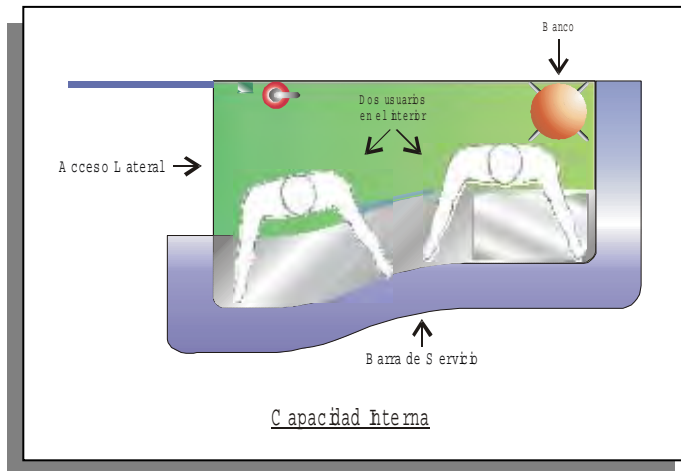 Banco
Dos usuarios
en el interior
Acceso Lateral
Barra de Servicio
Capacidad Interna